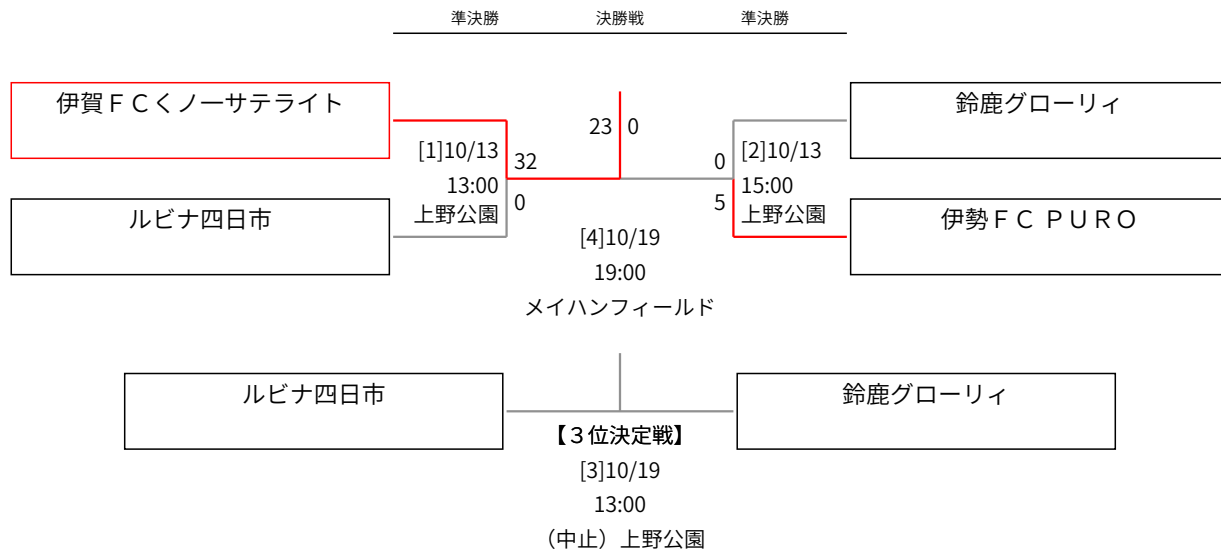 準決勝 決勝戦 準決勝
伊賀ＦＣくノ一サテライト
鈴鹿グローリィ
23 0
[1]10/13
32
0
[2]10/13
13:00
15:00
上野公園
0
5
上野公園
ルビナ四日市
伊勢ＦＣ ＰＵＲＯ
[4]10/19
19:00
メイハンフィールド
ルビナ四日市
鈴鹿グローリィ
【３位決定戦】
[3]10/19
13:00
（中止）上野公園